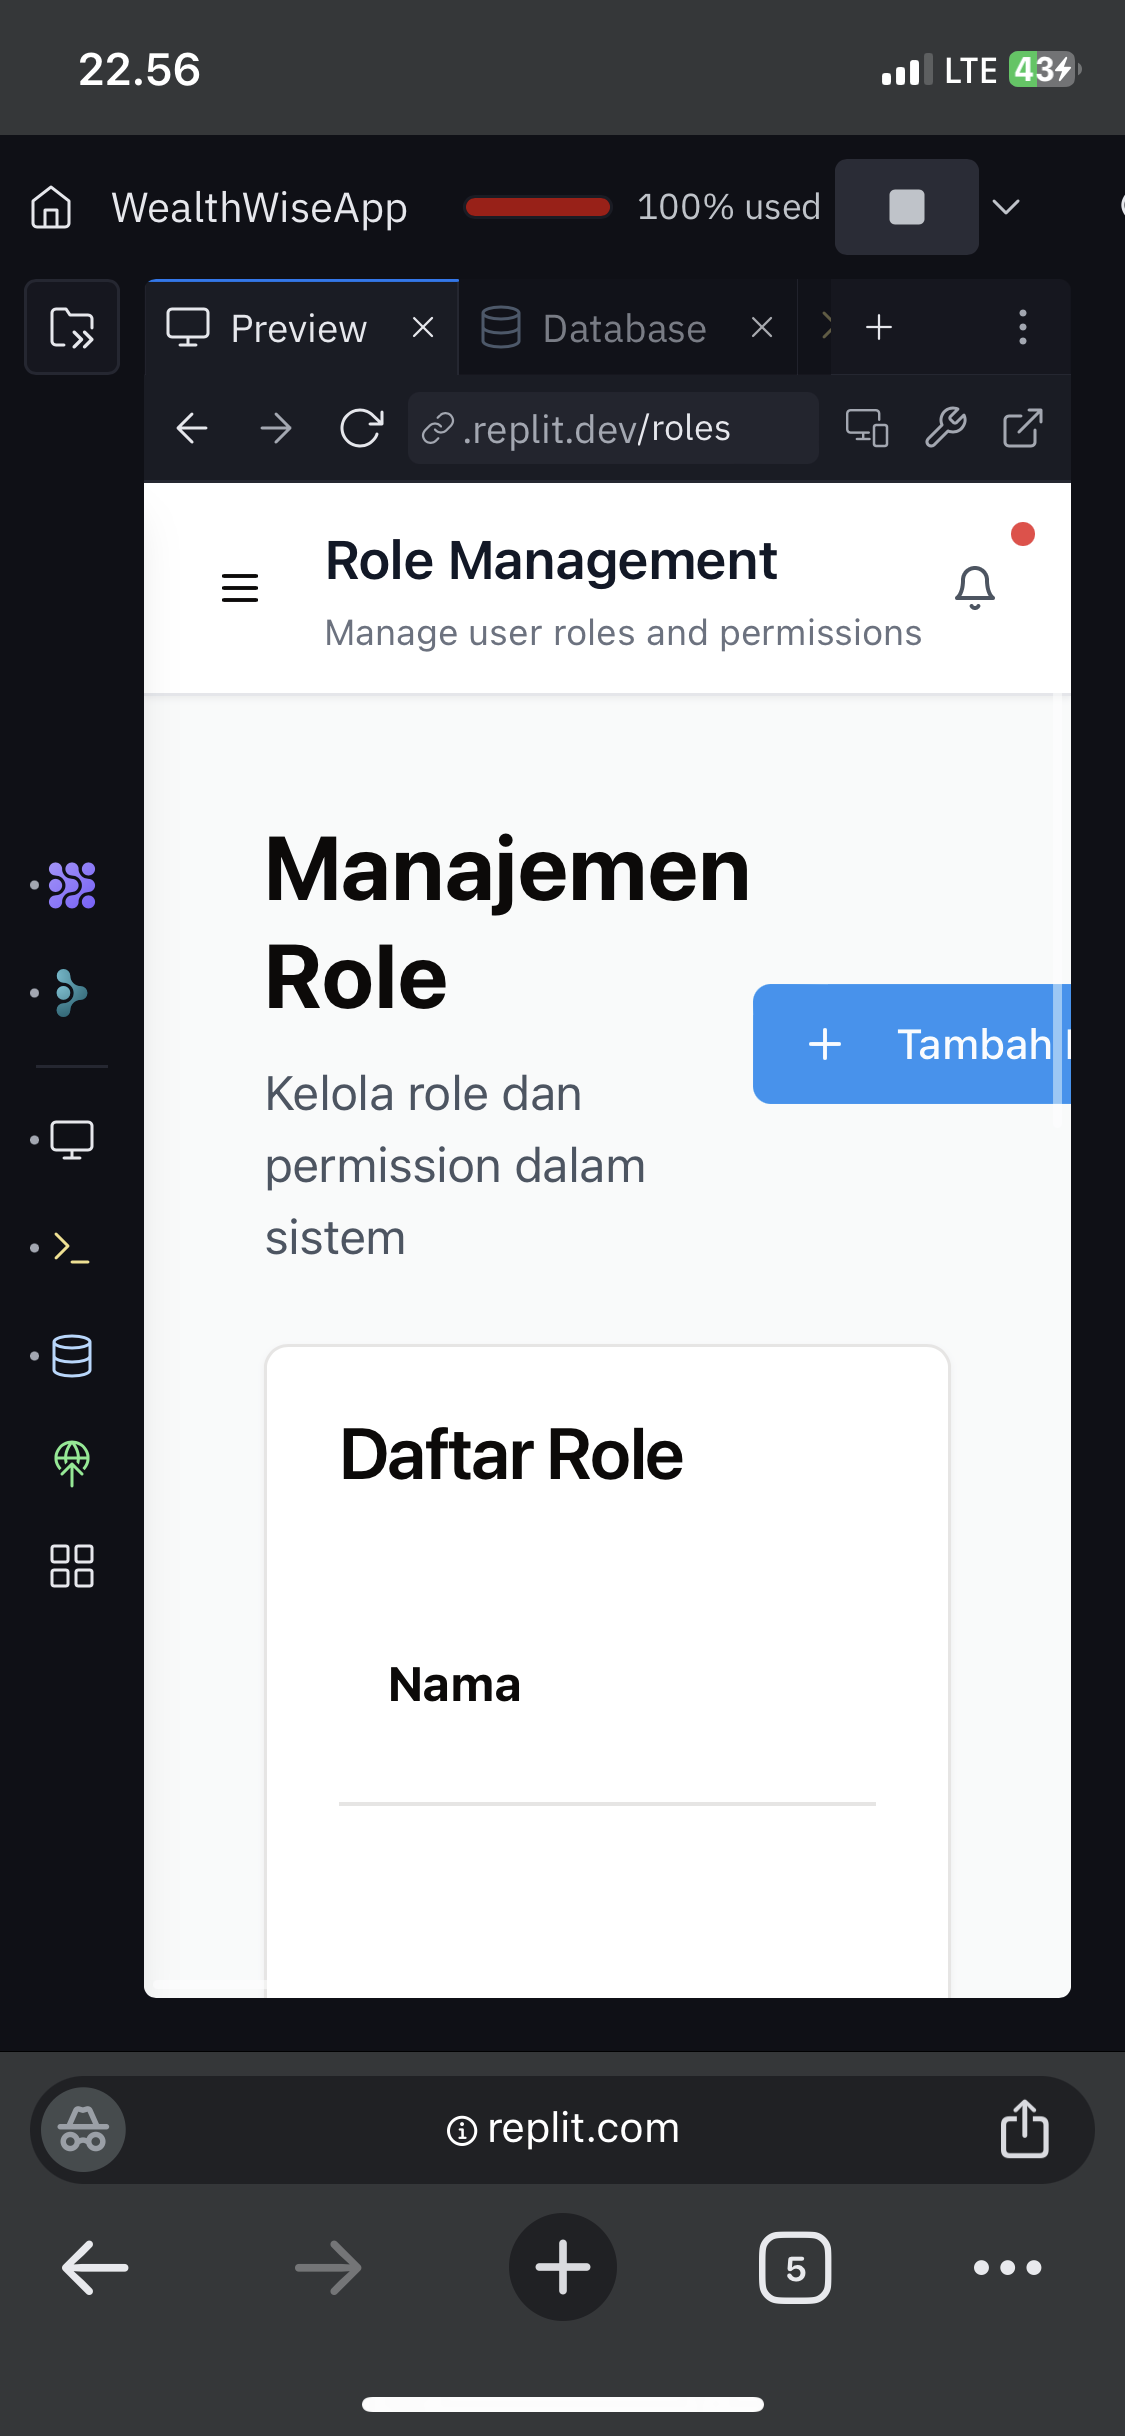 22.56
LTE 43
WealthWiseApp 100% used
Preview Database
.replit.dev/roles
Role Management
Manage user roles and permissions
Manajemen
Role
Tambah
Kelola role dan
permission dalam
sistem
Daftar Role
Nama
replit.com
5